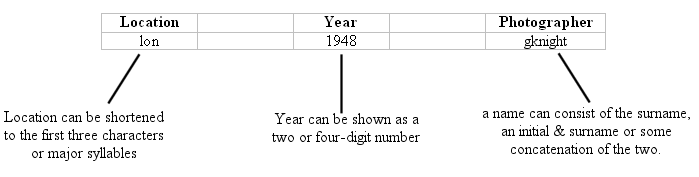 Location Year Photographer
lon 1948 gknight
Location can be shortened
to the first three characters
or major syllables
Year can be shown as a
two or four-digit number
a name can consist of the surname,
an initial & surname or some
concatenation of the two.